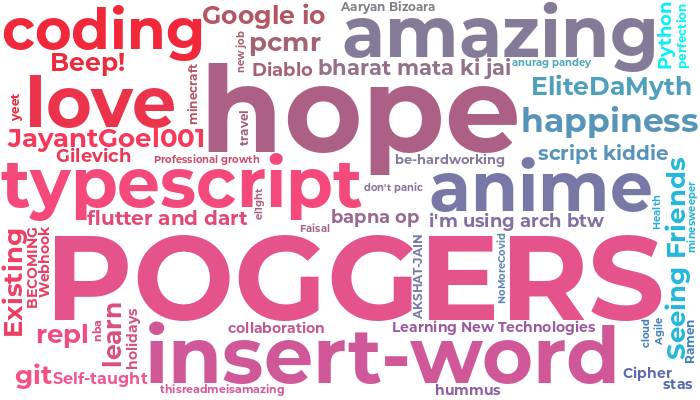 Aaryan Bizoara
coding
Google io
amazing
Python
perfection
new job
pcmr
Beep!
Diablo
bharat mata ki jai
anurag pandey
EliteDaMyth
love
minecraft
hope
yeet
travel
happiness
JayantGoel001
Gilevich
Professional growth
be-hardworking
script kiddie
typescript
don't panic
anime
Seeing Friends
minesweeper
Health
flutter and dart
el1ght
bapna op
i'm using arch btw
Faisal
Existing
BECOMING
Webhook
POGGERS
AKSHAT-JAIN
NoMoreCovid
repl
nba
learn
holidays
collaboration
Learning New Technologies
cloud
Agile
Ramen
insert-word
git
Self-taught
Cipher
stas
thisreadmeisamazing
hummus